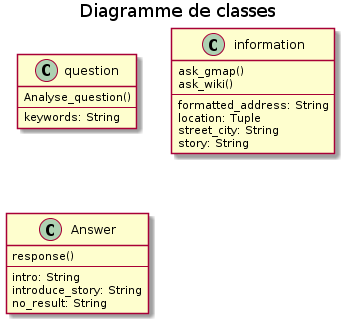 Diagramme de classes
C question
Analyse_question()
keywords: String
C information
ask_gmap()
ask_wiki()
formatted_address: String
location: Tuple
street_city: String
story: String
C Answer
response()
intro: String
introduce_story: String
no_result: String